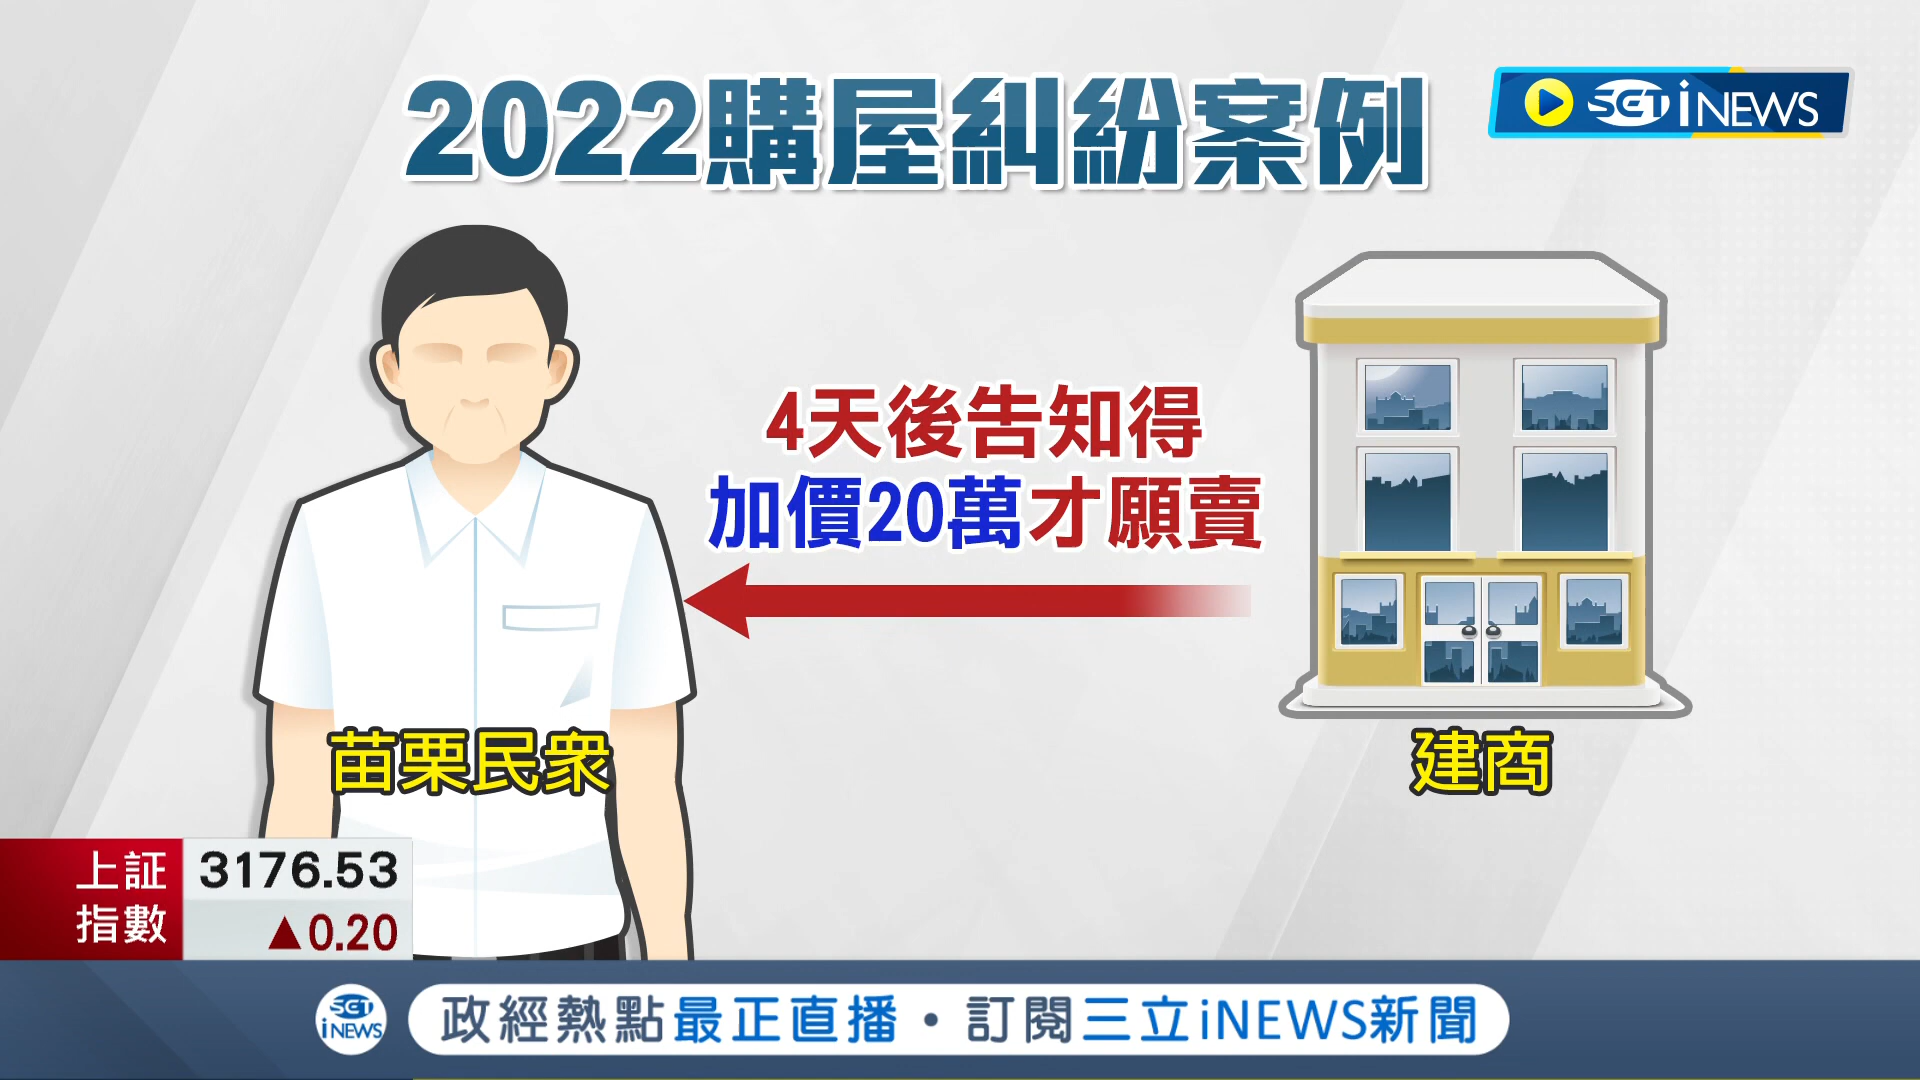 2022購屋糾紛案例
SET iNEWS
4天後告知得
加價20萬才願賣
苗栗民眾
建商
上証
指數
3176.53
▲0.20
SET
iNEWS
政經熱點最正直播・訂閱三立iNEWS新聞